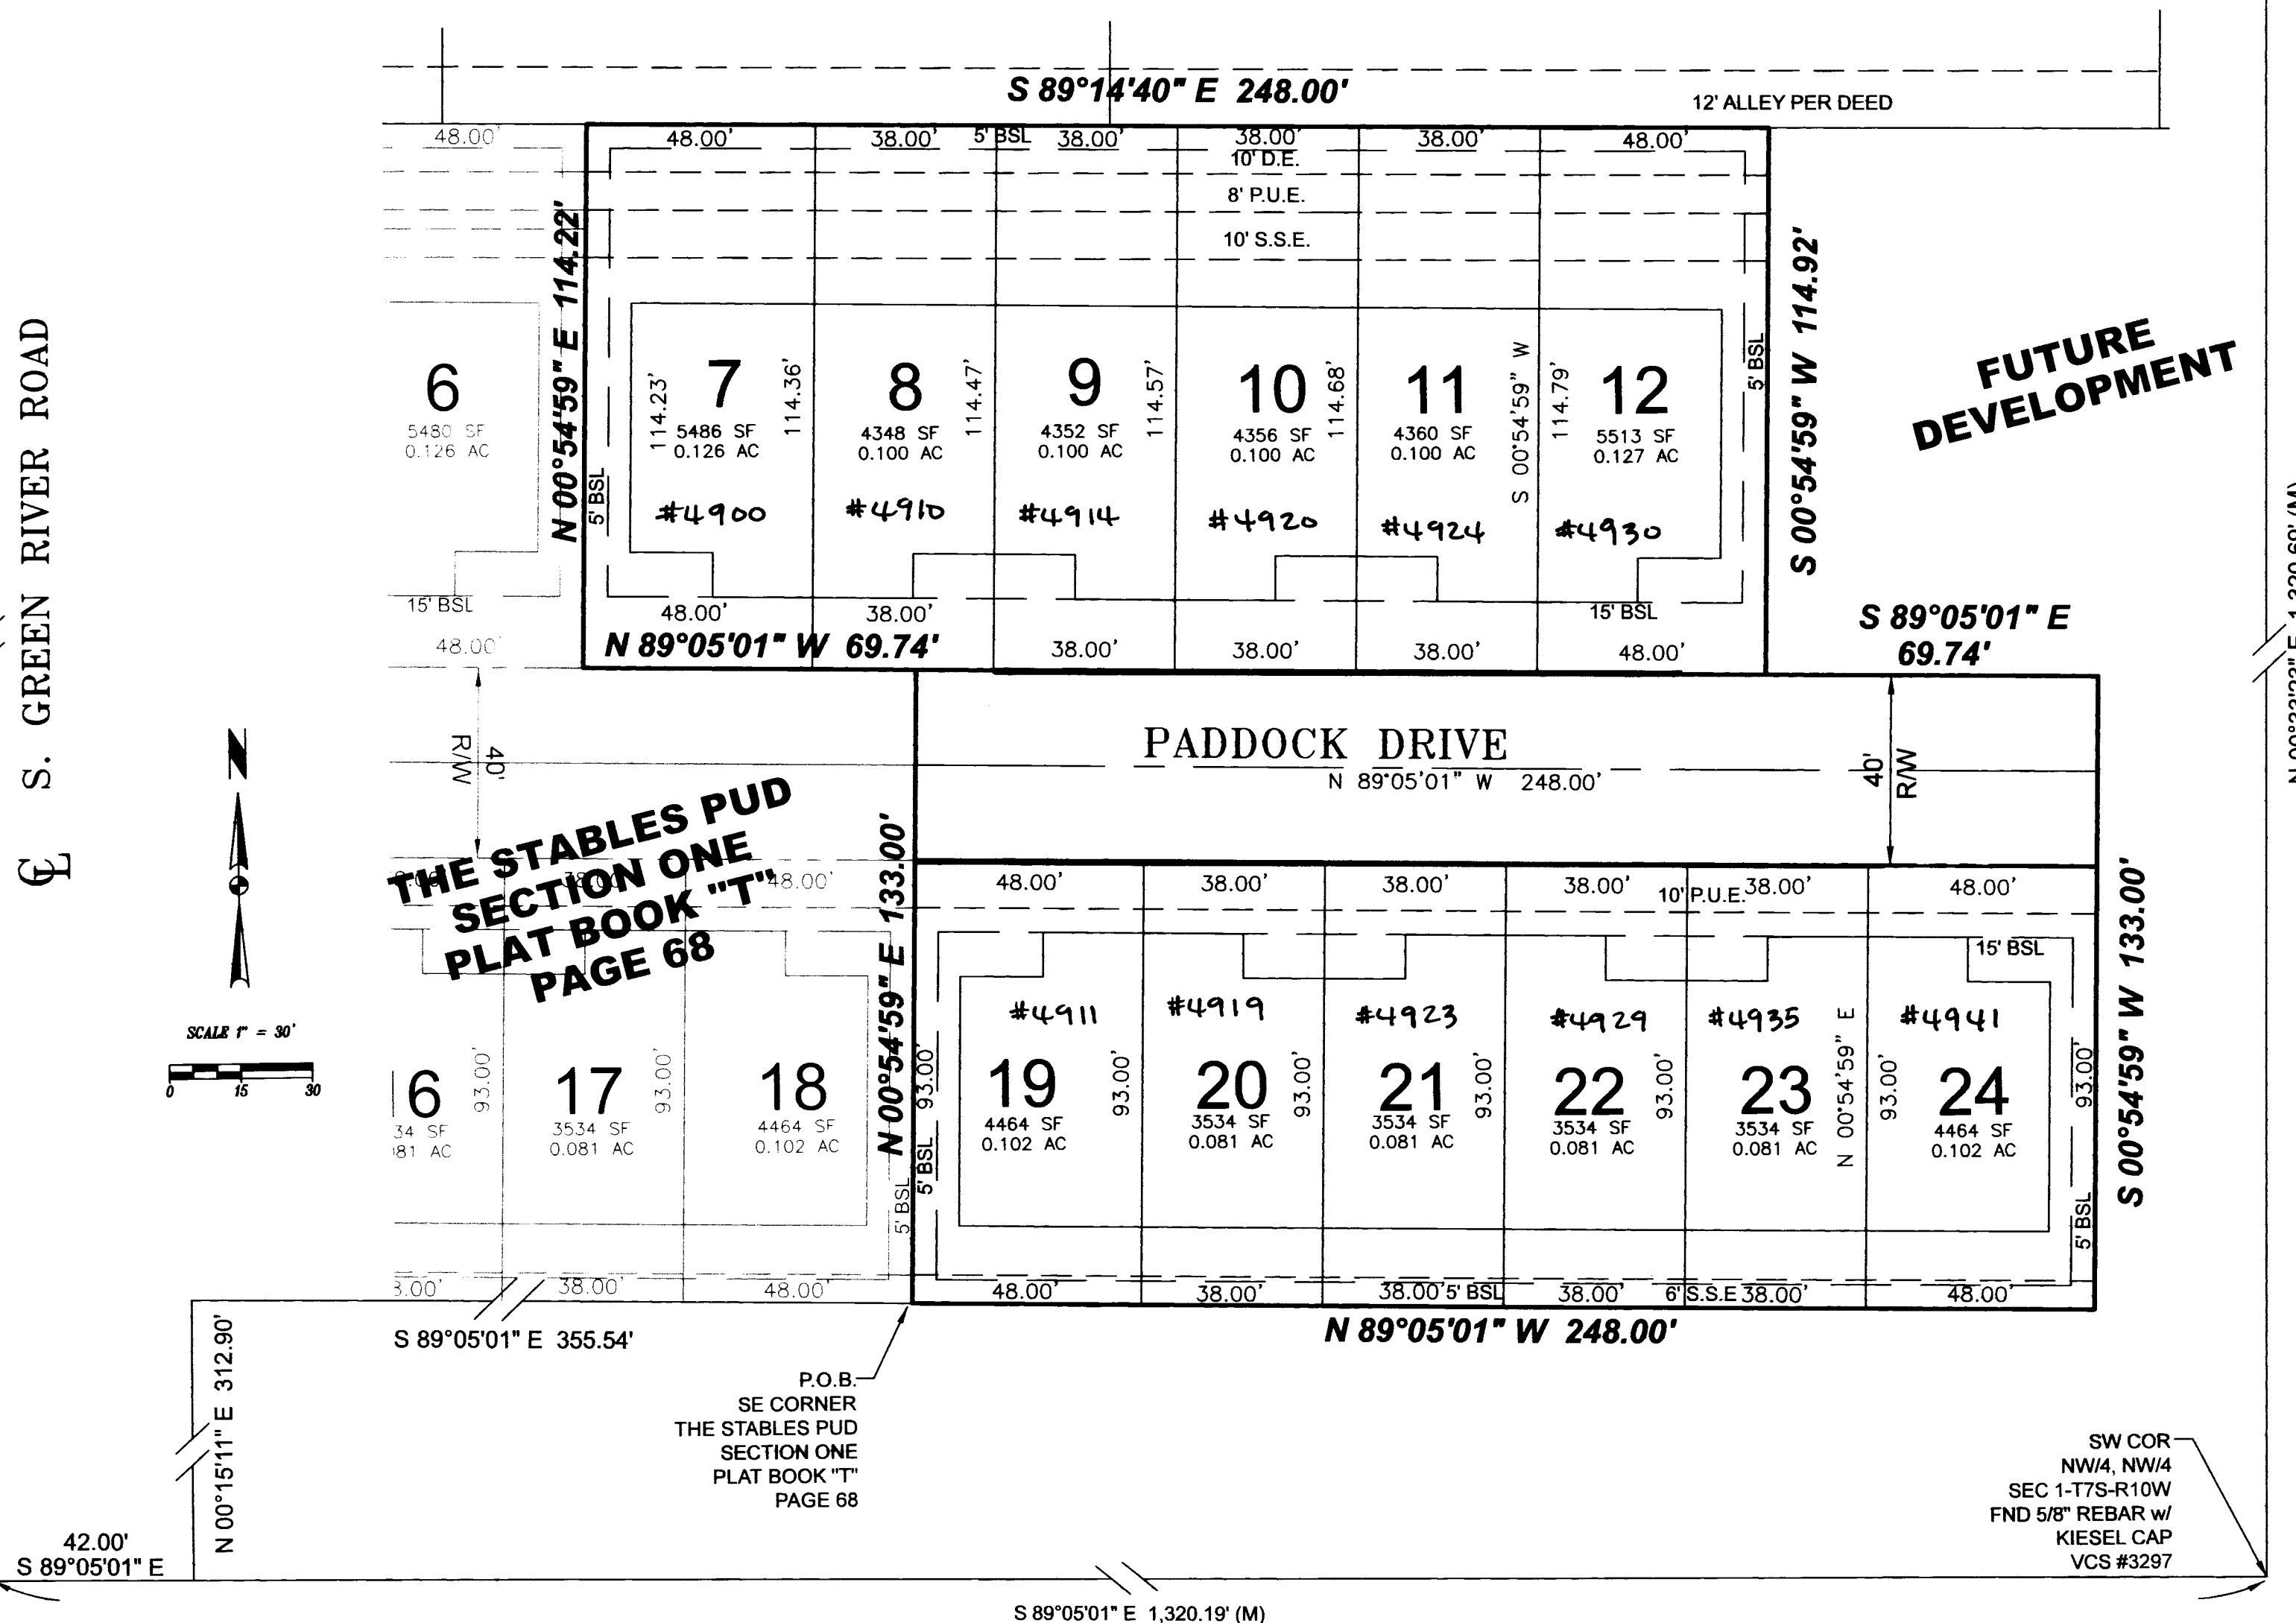 S 89°14'40" E 248.00'
12' ALLEY PER DEED
48.00'
48.00'
38.00'
5' BSL
38.00'
38.00'
38.00'
48.00'
10' D.E.
8' P.U.E.
10' S.S.E.
N 00°54'59" E 114.22'
S 00°54'59" W 114.92'
FUTURE
DEVELOPMENT
S. GREEN RIVER ROAD
CL
6
5480 SF
0.126 AC
114.23'
7
5486 SF
0.126 AC
#4900
114.36'
8
4348 SF
0.100 AC
#4910
114.47'
9
4352 SF
0.100 AC
#4914
114.57'
10
4356 SF
0.100 AC
#4920
114.68'
11
4360 SF
0.100 AC
#4924
S 00°54'59" W
114.79'
12
5513 SF
0.127 AC
#4930
5' BSL
5' BSL
15' BSL
48.00'
48.00'
38.00'
15' BSL
N 89°05'01" W 69.74'
38.00'
38.00'
38.00'
48.00'
S 89°05'01" E
69.74'
N
40'
R/W
PADDOCK DRIVE
N 89°05'01" W 248.00'
40'
R/W
THE STABLES PUD
SECTION ONE
PLAT BOOK "T"
PAGE 68
38.00'
48.00'
N 00°54'59" E 133.00'
S 00°54'59" W 133.00'
48.00'
38.00'
38.00'
38.00'
10' P.U.E.
38.00'
48.00'
15' BSL
SCALE 1" = 30'
0 15 30
#4911
#4919
#4923
#4929
#4935
#4941
16
34 SF
81 AC
93.00'
17
3534 SF
0.081 AC
93.00'
18
4464 SF
0.102 AC
5' BSL
93.00'
5' BSL
19
4464 SF
0.102 AC
93.00'
20
3534 SF
0.081 AC
93.00'
21
3534 SF
0.081 AC
93.00'
22
3534 SF
0.081 AC
93.00'
23
3534 SF
0.081 AC
N 00°54'59" E
93.00'
24
4464 SF
0.102 AC
93.00'
5' BSL
38.00'
48.00'
48.00'
38.00'
38.00'
5' BSL
38.00'
6' S.S.E
38.00'
48.00'
S 89°05'01" E 355.54'
N 89°05'01" W 248.00'
N 00°15'11" E 312.90'
P.O.B.
SE CORNER
THE STABLES PUD
SECTION ONE
PLAT BOOK "T"
PAGE 68
SW COR
NW/4, NW/4
SEC 1-T7S-R10W
FND 5/8" REBAR w/
KIESEL CAP
VCS #3297
42.00'
S 89°05'01" E
S 89°05'01" E 1,320.19' (M)